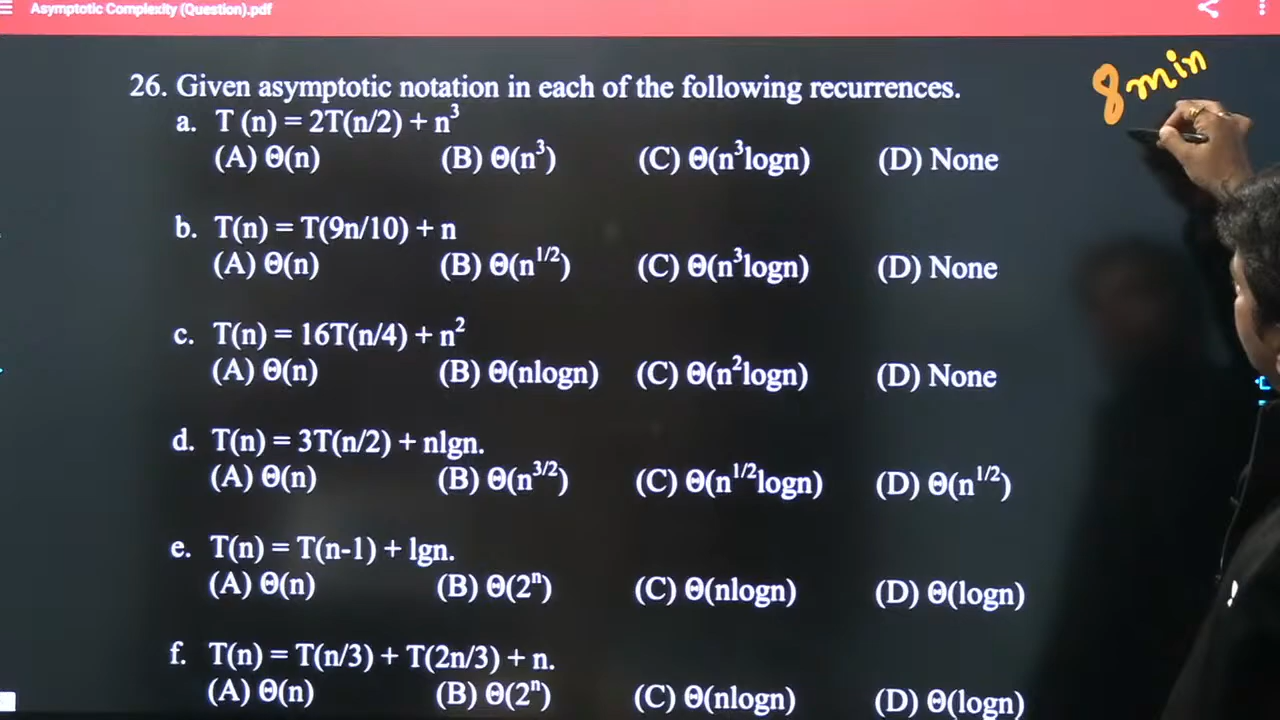 Asymptotic Complexity (Question).pdf
8 min
26. Given asymptotic notation in each of the following recurrences.
a. T (n) = 2T(n/2) + n³
(A) Θ(n) (B) Θ(n³) (C) Θ(n³logn) (D) None
b. T(n) = T(9n/10) + n
(A) Θ(n) (B) Θ(n^1/2) (C) Θ(n³logn) (D) None
c. T(n) = 16T(n/4) + n²
(A) Θ(n) (B) Θ(nlogn) (C) Θ(n²logn) (D) None
d. T(n) = 3T(n/2) + nlgn.
(A) Θ(n) (B) Θ(n^3/2) (C) Θ(n^1/2logn) (D) Θ(n^1/2)
e. T(n) = T(n-1) + lgn.
(A) Θ(n) (B) Θ(2ⁿ) (C) Θ(nlogn) (D) Θ(logn)
f. T(n) = T(n/3) + T(2n/3) + n.
(A) Θ(n) (B) Θ(2ⁿ) (C) Θ(nlogn) (D) Θ(logn)